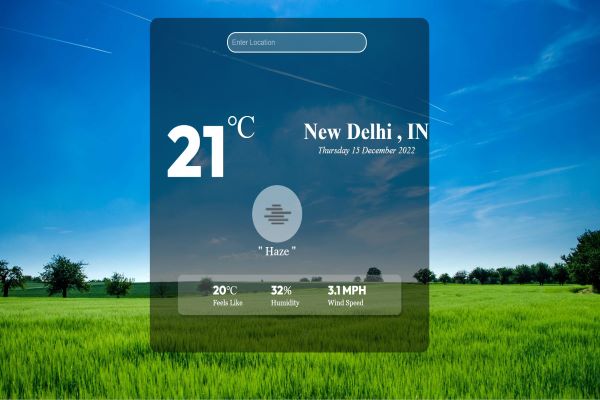 Enter Location
21°C
New Delhi , IN
Thursday 15 December 2022
" Haze "
20°C 32% 3.1 MPH
Feels Like Humidity Wind Speed